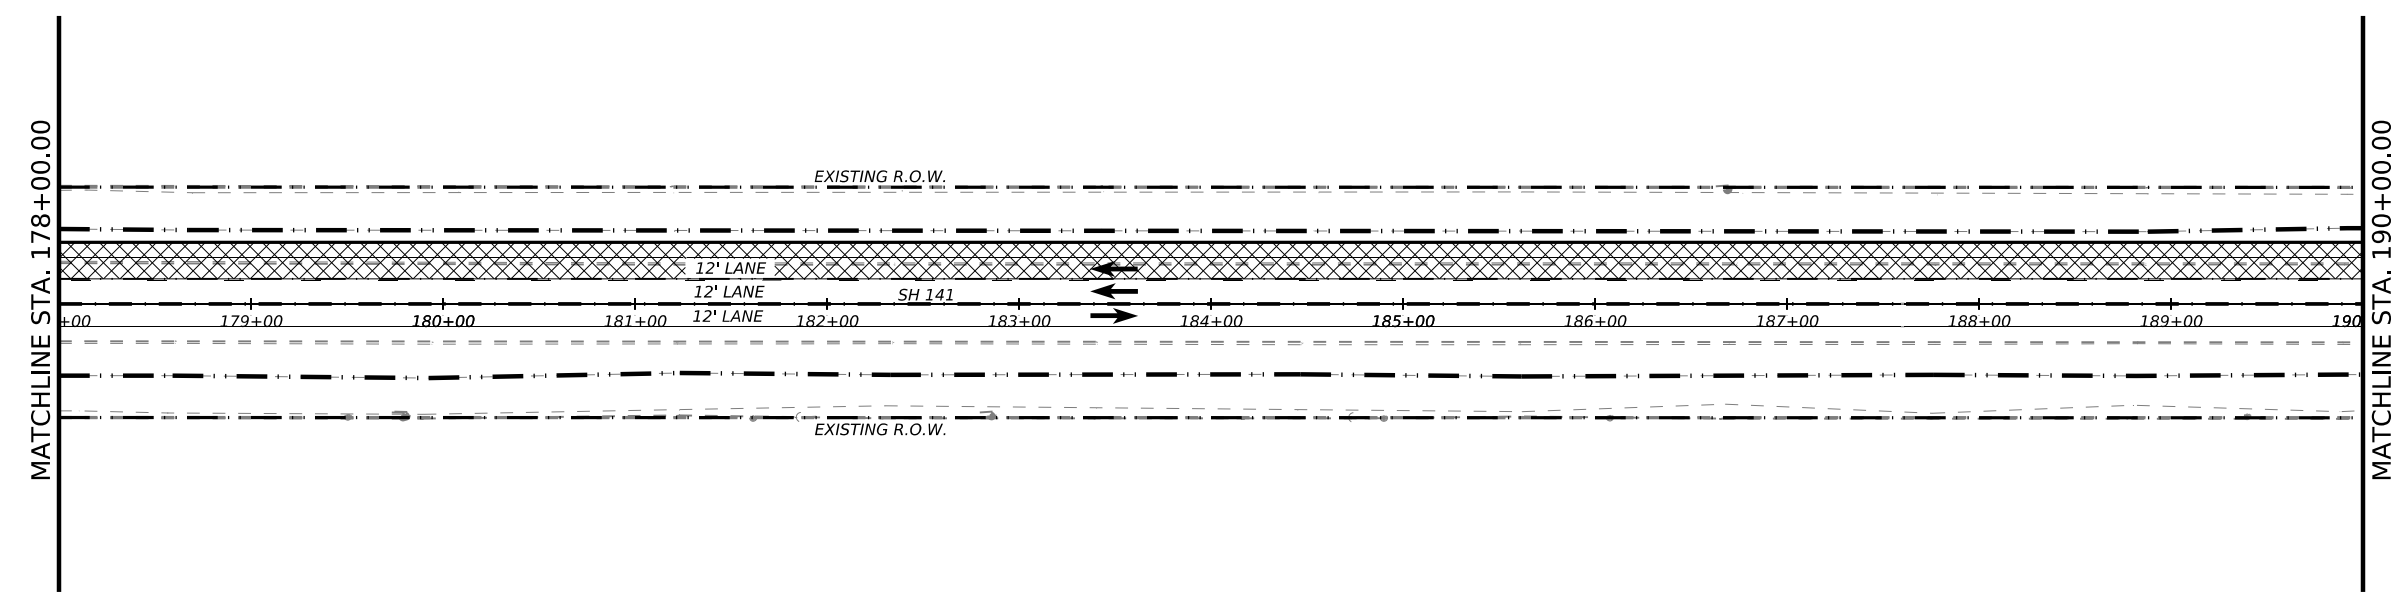 MATCHLINE STA. 178+00.00
EXISTING R.O.W.
12' LANE
12' LANE
SH 141
12' LANE
+00 179+00 180+00 181+00 182+00 183+00 184+00 185+00 186+00 187+00 188+00 189+00 190
EXISTING R.O.W.
MATCHLINE STA. 190+00.00